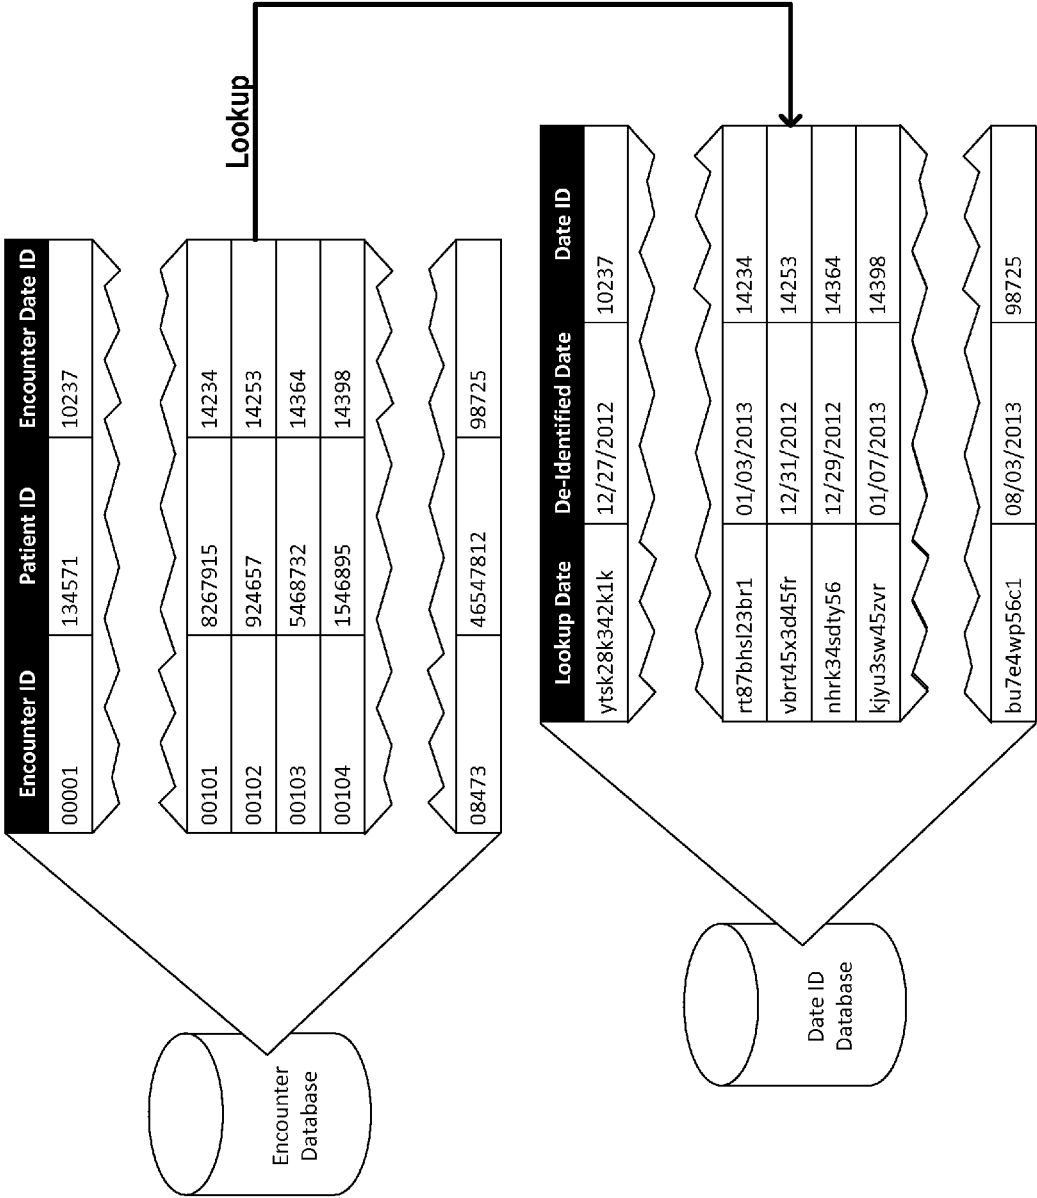 Lookup
Encounter ID Patient ID Encounter Date ID
00001 134571 10237
00101 8267915 14234
00102 924657 14253
00103 5468732 14364
00104 1546895 14398
08473 46547812 98725
Encounter
Database
Lookup Date De-Identified Date Date ID
ytsk28k342k1k 12/27/2012 10237
rt87bhsl23br1 01/03/2013 14234
vbrt45x3d45fr 12/31/2012 14253
nhrk34sdty56 12/29/2012 14364
kjyu3sw45zvr 01/07/2013 14398
bu7e4wp56c1 08/03/2013 98725
Date ID
Database